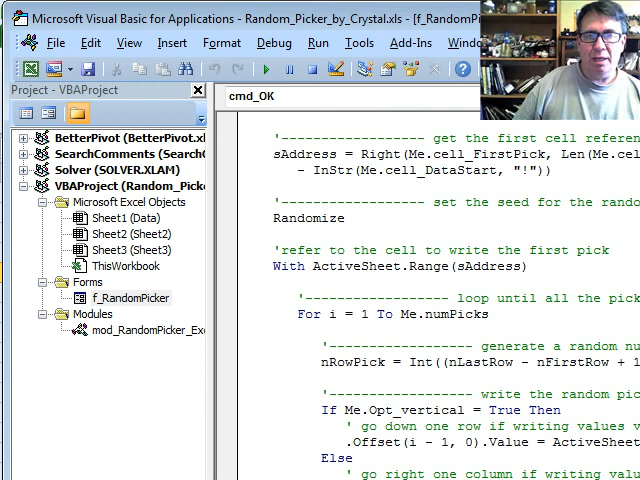 Microsoft Visual Basic for Applications - Random_Picker_by_Crystal.xls - [f_RandomPi
File Edit View Insert Format Debug Run Tools Add-Ins Windo
Project - VBAProject
cmd_OK
BetterPivot (BetterPivot.xl
SearchComments (SearchC
Solver (SOLVER.XLAM)
VBAProject (Random_Picke
Microsoft Excel Objects
Sheet1 (Data)
Sheet2 (Sheet2)
Sheet3 (Sheet3)
ThisWorkbook
Forms
f_RandomPicker
Modules
mod_RandomPicker_Exc
'------------------ get the first cell referen
sAddress = Right(Me.cell_FirstPick, Len(Me.cel
- InStr(Me.cell_DataStart, "!"))
'------------------ set the seed for the rando
Randomize
'refer to the cell to write the first pick
With ActiveSheet.Range(sAddress)
'------------------ loop until all the pick
For i = 1 To Me.numPicks
'------------------ generate a random nu
nRowPick = Int((nLastRow - nFirstRow + 1
'------------------ write the random pic
If Me.Opt_vertical = True Then
' go down one row if writing values v
.Offset(i - 1, 0).Value = ActiveSheet
Else
' go right one column if writing valu